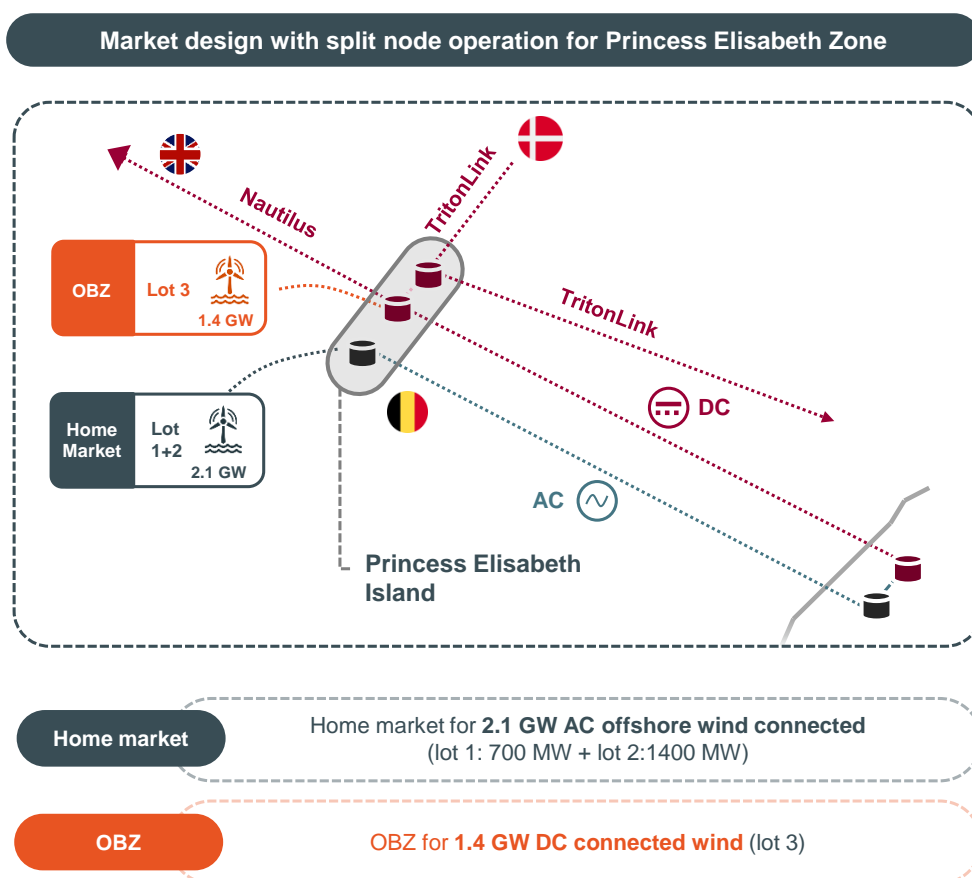 Market design with split node operation for Princess Elisabeth Zone
Nautilus
TritonLink
OBZ
Lot 3
1.4 GW
TritonLink
DC
Home
Market
Lot
1+2
2.1 GW
AC
Princess Elisabeth
Island
Home market
Home market for 2.1 GW AC offshore wind connected
(lot 1: 700 MW + lot 2:1400 MW)
OBZ
OBZ for 1.4 GW DC connected wind (lot 3)